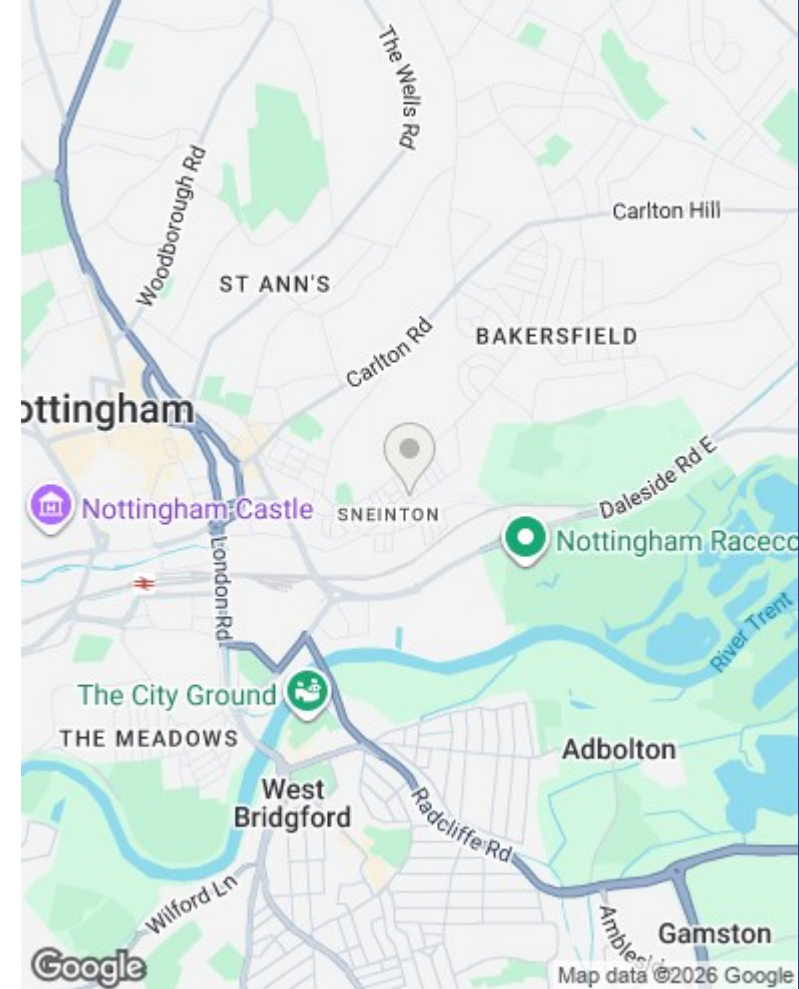 The Wells Rd
Woodborough Rd
Carlton Hill
ST ANN'S
Carlton Rd
BAKERSFIELD
ottingham
Nottingham Castle
SNEINTON
Daleside Rd E
Nottingham Raceco
London Rd
River Trent
The City Ground
THE MEADOWS
Adbolton
West
Bridgford
Radcliffe Rd
Wilford Ln
Gamston
Google
Map data ©2026 Google